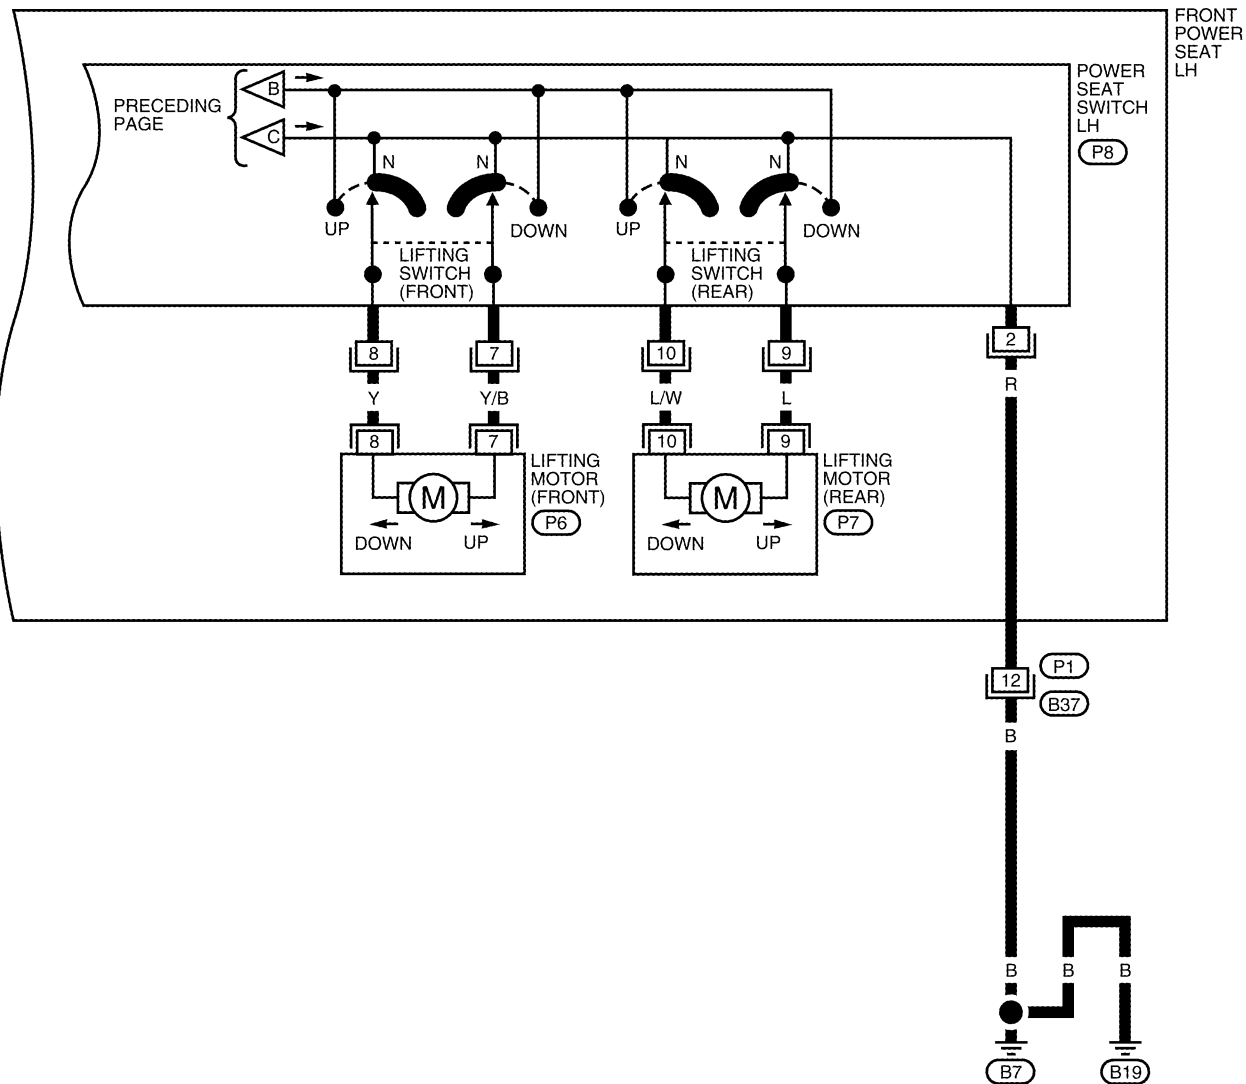 FRONT
POWER
SEAT
LH
POWER
SEAT
SWITCH
LH
P8
PRECEDING
PAGE
B
C
N
N
N
N
UP
DOWN
UP
DOWN
LIFTING
SWITCH
(FRONT)
LIFTING
SWITCH
(REAR)
8
7
10
9
2
Y
Y/B
L/W
L
R
8
7
10
9
LIFTING
MOTOR
(FRONT)
P6
LIFTING
MOTOR
(REAR)
P7
M
M
DOWN
UP
DOWN
UP
12
P1
B37
B
B
B
B
B7
B19